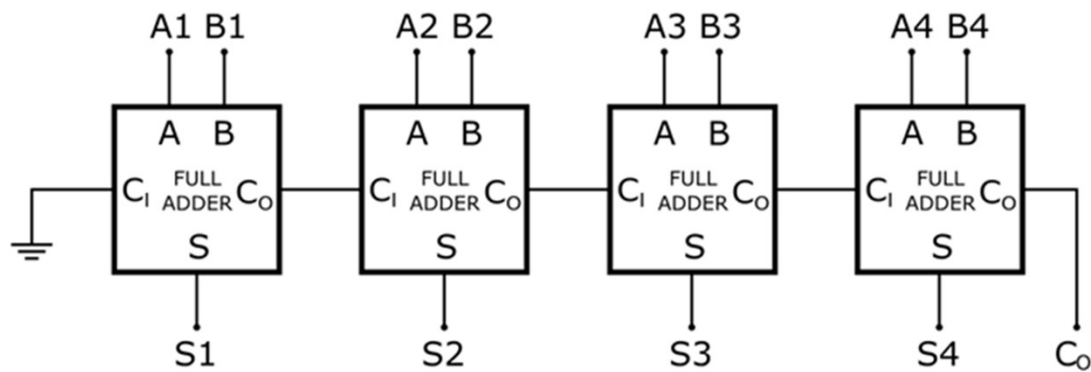 A1 B1 A2 B2 A3 B3 A4 B4
A B A B A B A B
FULL FULL FULL FULL
CI ADDER CO CI ADDER CO CI ADDER CO CI ADDER CO
S S S S
S1 S2 S3 S4 CO